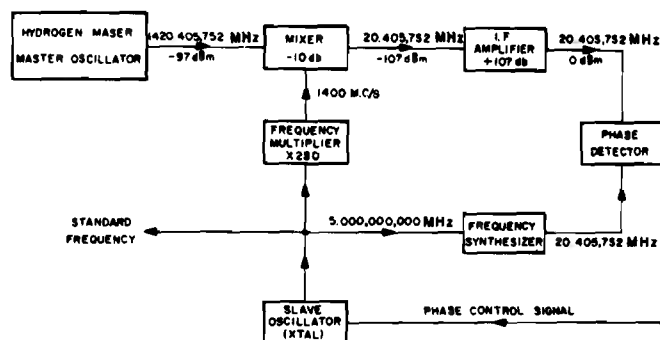 HYDROGEN MASER
MASTER OSCILLATOR
1420.405,752 MHz
-97 dBm
MIXER
-10 db
20.405,752 MHz
-107 dBm
I.F
AMPLIFIER
+107 db
20.405,752 MHz
0 dBm
1400 M.C/S
FREQUENCY
MULTIPLIER
X280
PHASE
DETECTOR
STANDARD
FREQUENCY
5.000,000,000 MHz
FREQUENCY
SYNTHESIZER
20.405,752 MHz
SLAVE
OSCILLATOR
(XTAL)
PHASE CONTROL SIGNAL